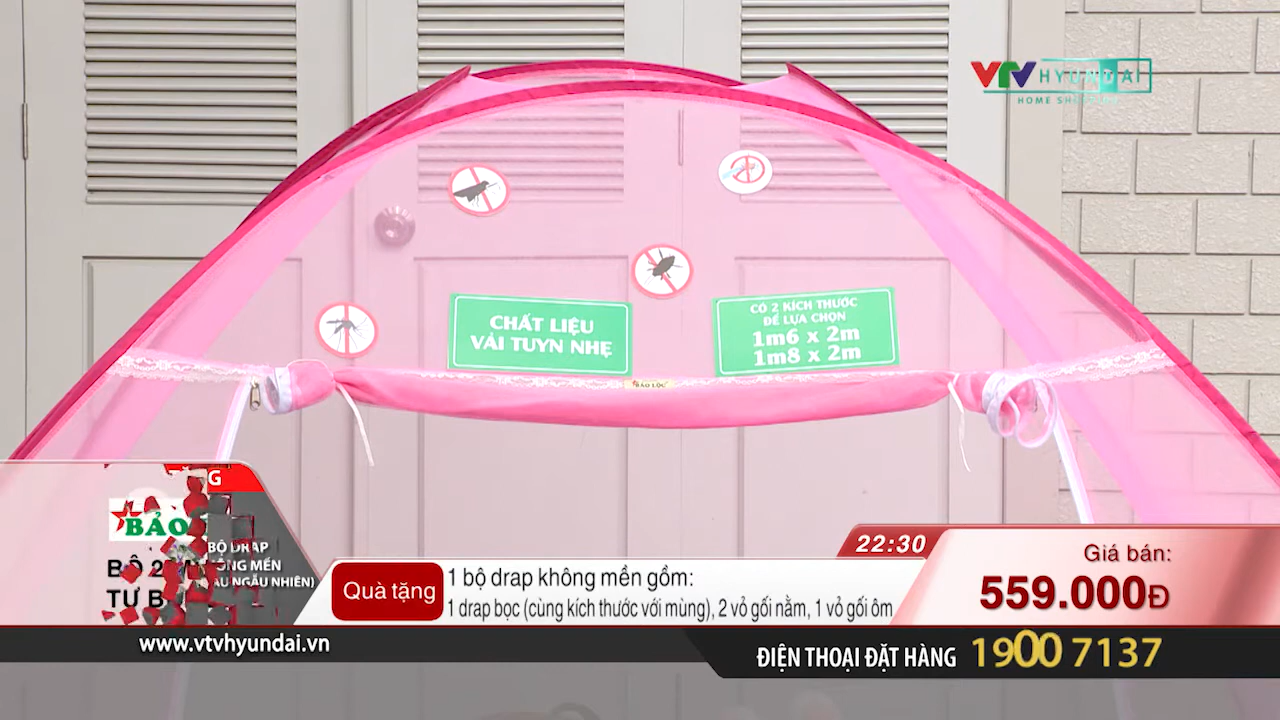 VTV HYUNDAI
HOME SHOPPING
CHẤT LIỆU
VẢI TUYN NHẸ
CÓ 2 KÍCH THƯỚC
ĐỂ LỰA CHỌN
1m6 x 2m
1m8 x 2m
BẢO LỘC
BẢO
BỘ DRAP
TỰ B
22:30
Giá bán:
559.000Đ
Quà tặng
1 bộ drap không mền gồm:
1 drap bọc (cùng kích thước với mùng), 2 vỏ gối nằm, 1 vỏ gối ôm
www.vtvhyundai.vn
ĐIỆN THOẠI ĐẶT HÀNG 1900 7137